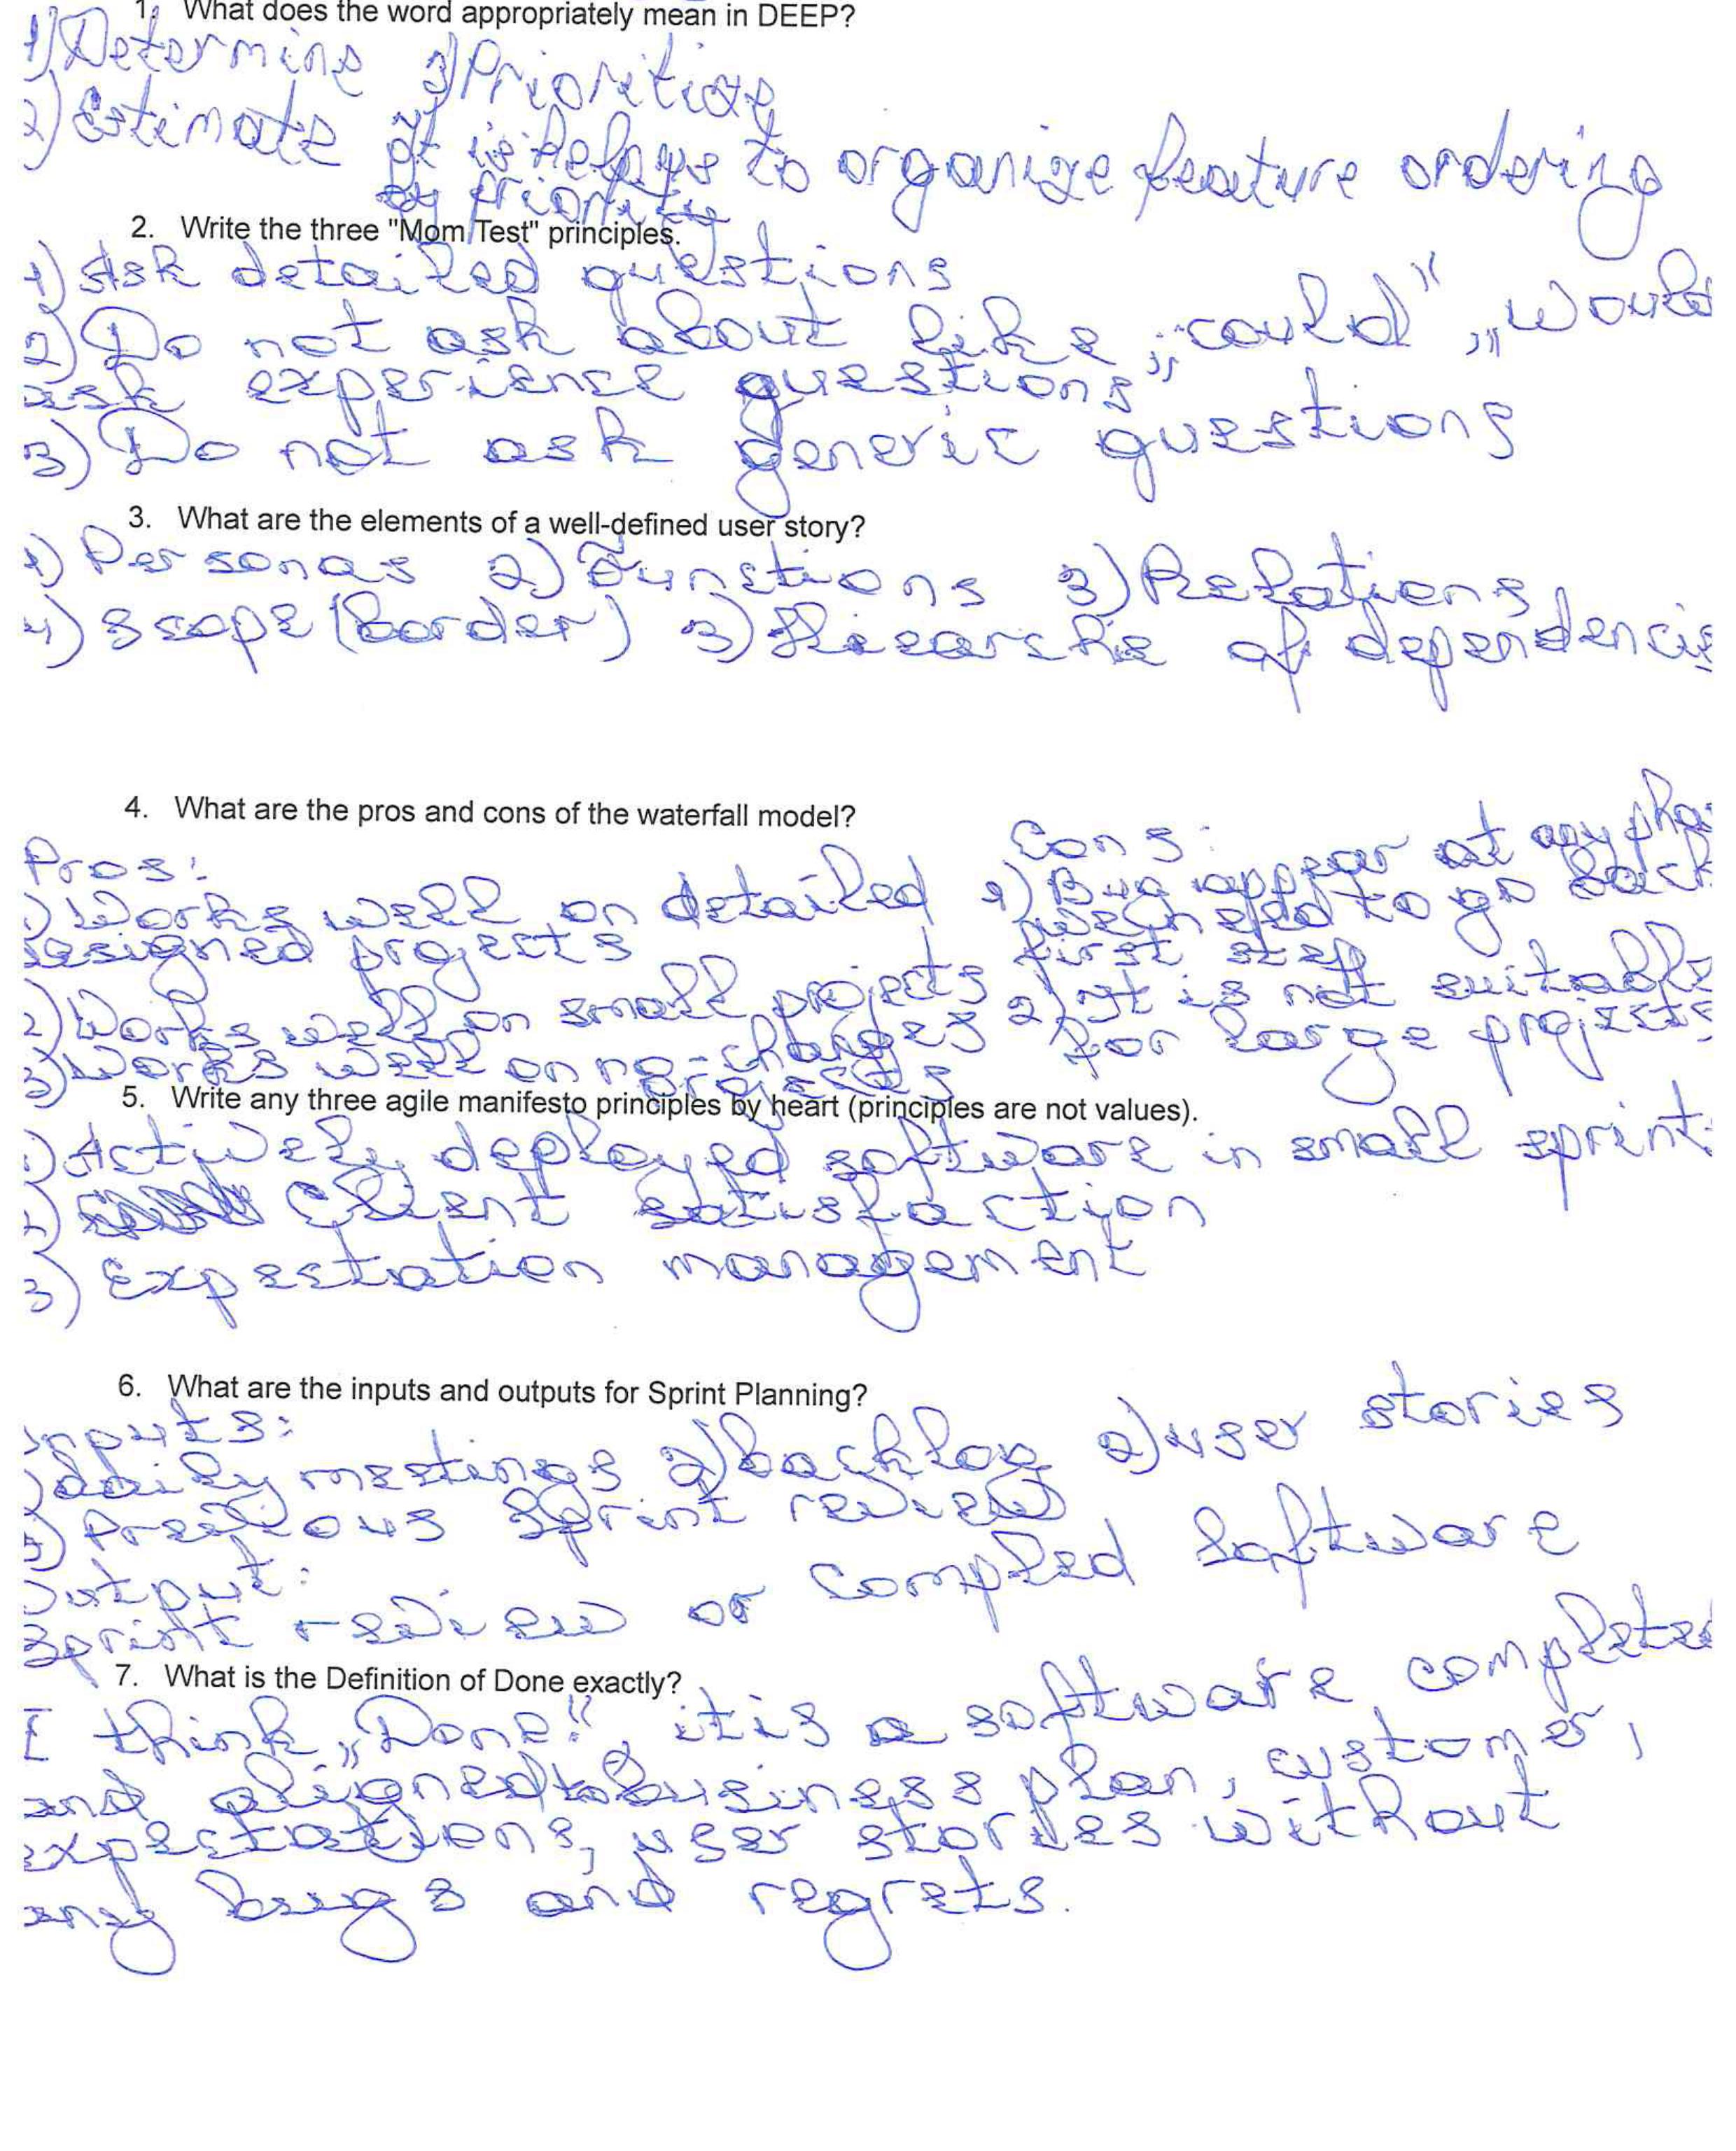 1. What does the word appropriately mean in DEEP?
1) Determine 3) Prioritize
2) Estimate It is helps us to organize feature ordering
by priority
2. Write the three "Mom Test" principles.
1) Ask detailed questions
2) Do not ask about like „could", „would
ask experience questions"
3) Do not ask generic questions
3. What are the elements of a well-defined user story?
1) Personas 2) Functions 3) Relations
4) Scope (border) 3) Hierarchie of dependencie
4. What are the pros and cons of the waterfall model?
Pros: Cons:
1) Works well on detailed
designed projects
2) Works well on small projects
3) Works well on no-changes
projects
1) Bug appear at any pha
we need to go back
first step
2) It is not suitable
for large projects
5. Write any three agile manifesto principles by heart (principles are not values).
1) Actively deployed software in small sprint
2) Client satisfaction
3) Expectation management
6. What are the inputs and outputs for Sprint Planning?
Inputs:
1) daily meetings 2) backlog 2) user stories
3) Previous Sprint review
Output:
Sprint review or compled software
7. What is the Definition of Done exactly?
I think „Done!" it is a software completed
and aligned to business plan, customer,
expectations, user stories without
any bugs and regrets.